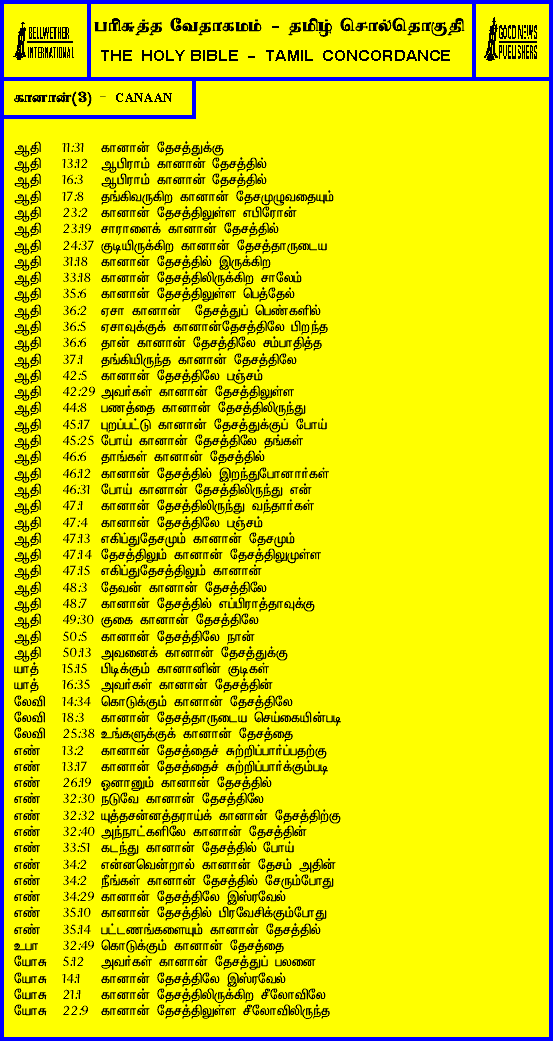 BELLWETHER
INTERNATIONAL
பரிசுத்த வேதாகமம் - தமிழ் சொல்தொகுதி
THE HOLY BIBLE - TAMIL CONCORDANCE
GOOD NEWS
PUBLISHERS
கானான்(3) - CANAAN
ஆதி 11:31 கானான் தேசத்துக்கு
ஆதி 13:12 ஆபிராம் கானான் தேசத்தில்
ஆதி 16:3 ஆபிராம் கானான் தேசத்தில்
ஆதி 17:8 தங்கிவருகிற கானான் தேசமுழுவதையும்
ஆதி 23:2 கானான் தேசத்திலுள்ள எபிரோன்
ஆதி 23:19 சாராளைக் கானான் தேசத்தில்
ஆதி 24:37 குடியிருக்கிற கானான் தேசத்தாருடைய
ஆதி 31:18 கானான் தேசத்தில் இருக்கிற
ஆதி 33:18 கானான் தேசத்திலிருக்கிற சாலேம்
ஆதி 35:6 கானான் தேசத்திலுள்ள பெத்தேல்
ஆதி 36:2 ஏசா கானான் தேசத்துப் பெண்களில்
ஆதி 36:5 ஏசாவுக்குக் கானான்தேசத்திலே பிறந்த
ஆதி 36:6 தான் கானான் தேசத்திலே சம்பாதித்த
ஆதி 37:1 தங்கியிருந்த கானான் தேசத்திலே
ஆதி 42:5 கானான் தேசத்திலே பஞ்சம்
ஆதி 42:29 அவர்கள் கானான் தேசத்திலுள்ள
ஆதி 44:8 பணத்தை கானான் தேசத்திலிருந்து
ஆதி 45:17 புறப்பட்டு கானான் தேசத்துக்குப் போய்
ஆதி 45:25 போய் கானான் தேசத்திலே தங்கள்
ஆதி 46:6 தாங்கள் கானான் தேசத்தில்
ஆதி 46:12 கானான் தேசத்தில் இறந்துபோனார்கள்
ஆதி 46:31 போய் கானான் தேசத்திலிருந்து என்
ஆதி 47:1 கானான் தேசத்திலிருந்து வந்தார்கள்
ஆதி 47:4 கானான் தேசத்திலே பஞ்சம்
ஆதி 47:13 எகிப்துதேசமும் கானான் தேசமும்
ஆதி 47:14 தேசத்திலும் கானான் தேசத்திலுமுள்ள
ஆதி 47:15 எகிப்துதேசத்திலும் கானான்
ஆதி 48:3 தேவன் கானான் தேசத்திலே
ஆதி 48:7 கானான் தேசத்தில் எப்பிராத்தாவுக்கு
ஆதி 49:30 குகை கானான் தேசத்திலே
ஆதி 50:5 கானான் தேசத்திலே நான்
ஆதி 50:13 அவனைக் கானான் தேசத்துக்கு
யாத் 15:15 பிடிக்கும் கானானின் குடிகள்
யாத் 16:35 அவர்கள் கானான் தேசத்தின்
லேவி 14:34 கொடுக்கும் கானான் தேசத்திலே
லேவி 18:3 கானான் தேசத்தாருடைய செய்கையின்படி
லேவி 25:38 உங்களுக்குக் கானான் தேசத்தை
எண் 13:2 கானான் தேசத்தைச் சுற்றிப்பார்ப்பதற்கு
எண் 13:17 கானான் தேசத்தைச் சுற்றிப்பார்க்கும்படி
எண் 26:19 ஓனானும் கானான் தேசத்தில்
எண் 32:30 நடுவே கானான் தேசத்திலே
எண் 32:32 யுத்தசன்னத்தராய்க் கானான் தேசத்திற்கு
எண் 32:40 அந்நாட்களிலே கானான் தேசத்தின்
எண் 33:51 கடந்து கானான் தேசத்தில் போய்
எண் 34:2 என்னவென்றால் கானான் தேசம் அதின்
எண் 34:2 நீங்கள் கானான் தேசத்தில் சேரும்போது
எண் 34:29 கானான் தேசத்திலே இஸ்ரவேல்
எண் 35:10 கானான் தேசத்தில் பிரவேசிக்கும்போது
எண் 35:14 பட்டணங்களையும் கானான் தேசத்தில்
உபா 32:49 கொடுக்கும் கானான் தேசத்தை
யோசு 5:12 அவர்கள் கானான் தேசத்துப் பலனை
யோசு 14:1 கானான் தேசத்திலே இஸ்ரவேல்
யோசு 21:1 கானான் தேசத்திலிருக்கிற சீலோவிலே
யோசு 22:9 கானான் தேசத்திலுள்ள சீலோவிலிருந்த